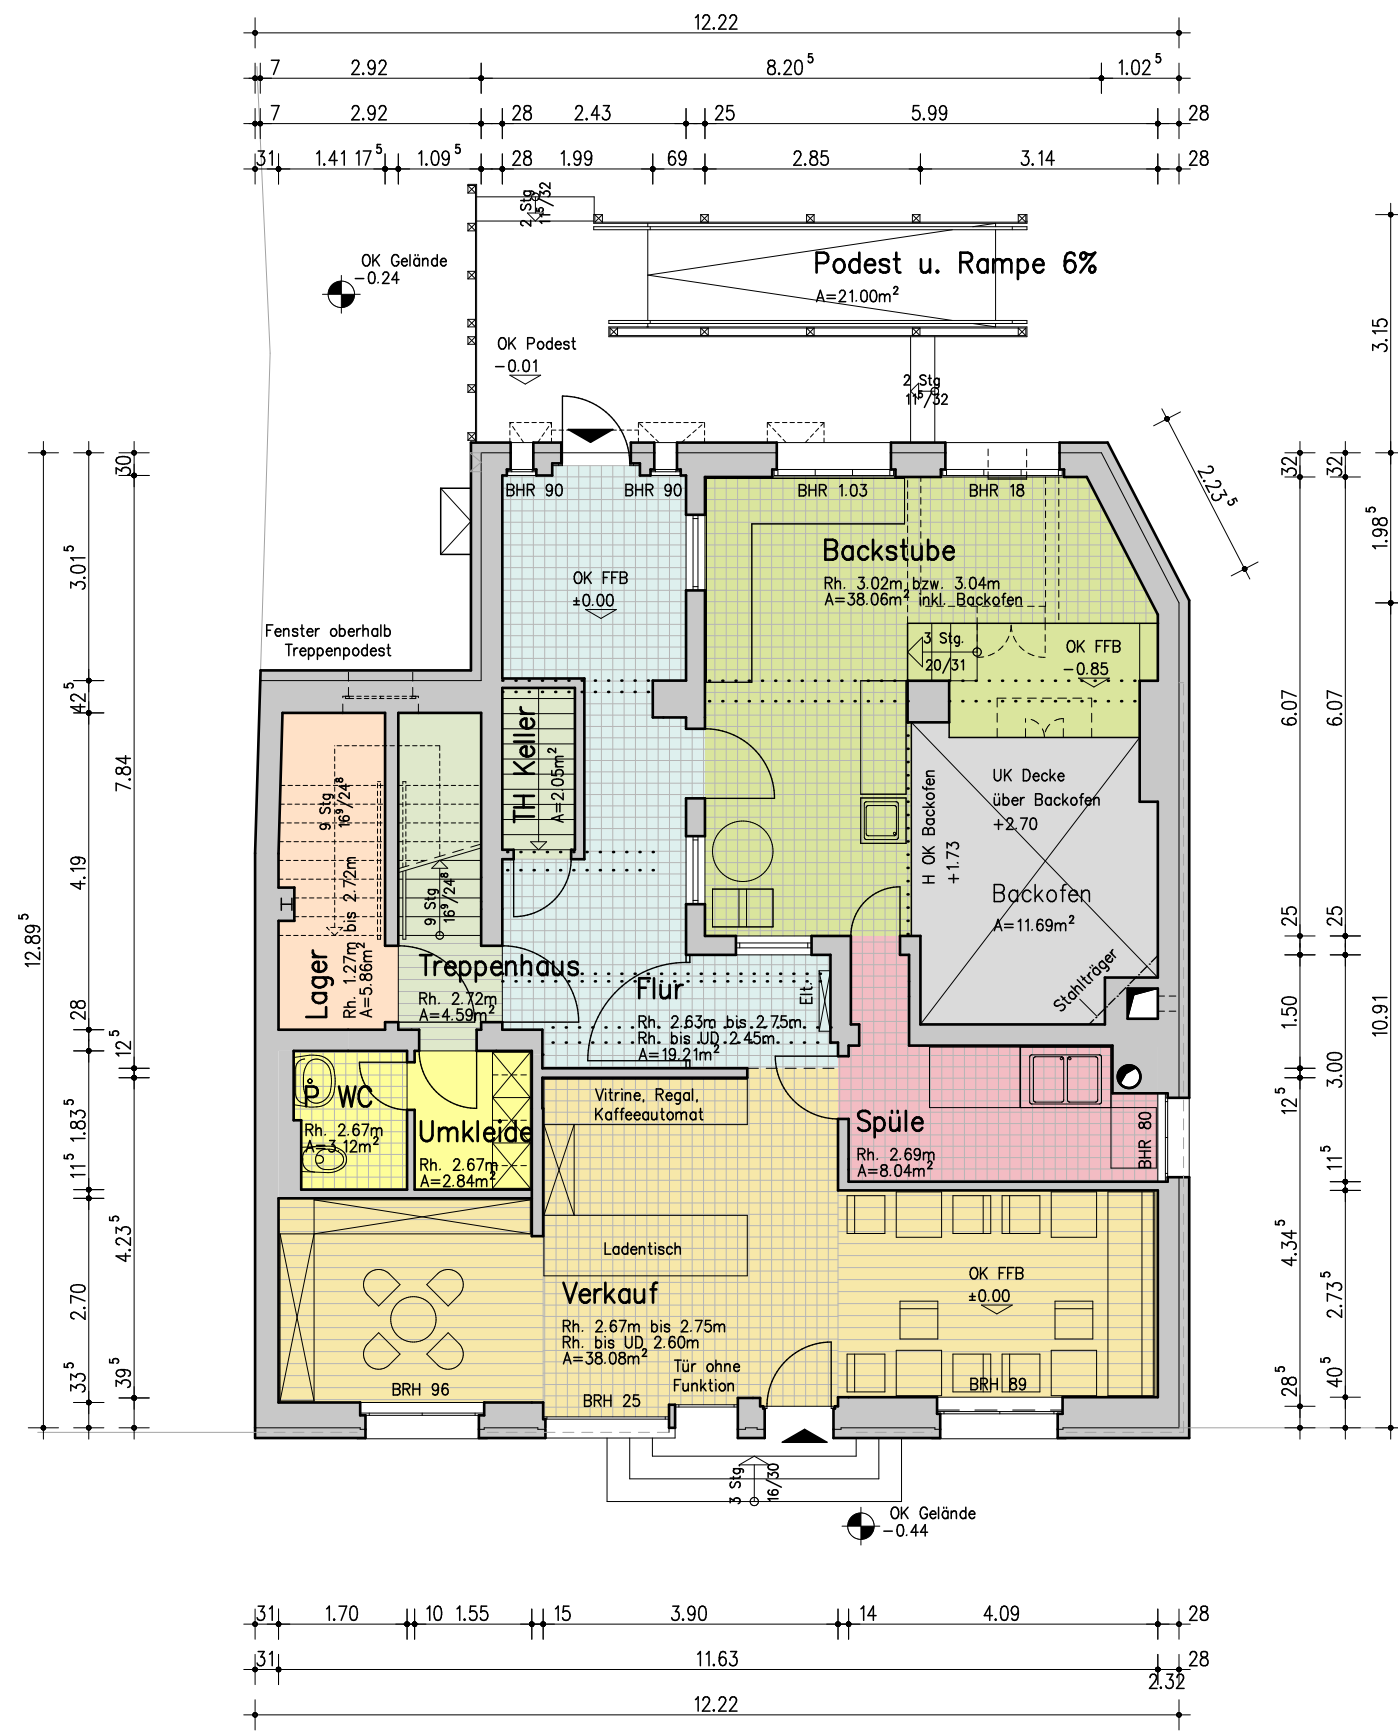 12.22
7 2.92 8.20⁵ 1.02⁵
7 2.92 28 2.43 25 5.99 28
31 1.41 17⁵ 1.09⁵ 28 1.99 69 2.85 3.14 28
2 Stg
11⁵/32
OK Gelände
-0.24
Podest u. Rampe 6%
A=21.00m²
OK Podest
-0.01
2 Stg
11⁵/32
3.15
2.23⁵
1.98⁵
30
3.01⁵
42⁵
7.84
4.19
12.89⁵
28
12⁵
1.83⁵
11⁵
4.23⁵
2.70
33⁵
39⁵
32
32
6.07
6.07
25
25
1.50
10.91
3.00
12⁵
11⁵
4.34⁵
2.73⁵
28⁵
40⁵
BHR 90
BHR 90
BHR 1.03
BHR 18
Backstube
Rh. 3.02m bzw. 3.04m
A=38.06m² inkl. Backofen
OK FFB
±0.00
Fenster oberhalb
Treppenpodest
3 Stg.
20/31
OK FFB
-0.85
TH Keller
A=2.05m²
UK Decke
über Backofen
+2.70
H OK Backofen
+1.73
Backofen
A=11.69m²
Stahlträger
9 Stg
16⁹/24⁸
9 Stg
16⁹/24⁸
Lager
Rh. 1.27m bis 2.72m
A=5.86m²
Treppenhaus
Rh. 2.72m
A=4.59m²
Flur
Rh. 2.63m bis 2.75m
Rh. bis UD 2.45m
A=19.21m²
Elt.
P WC
Rh. 2.67m
A=3.12m²
Umkleide
Rh. 2.67m
A=2.84m²
Vitrine, Regal,
Kaffeeautomat
Spüle
Rh. 2.69m
A=8.04m²
BHR 80
Ladentisch
Verkauf
Rh. 2.67m bis 2.75m
Rh. bis UD 2.60m
A=38.08m²
OK FFB
±0.00
Tür ohne
Funktion
BRH 96
BRH 25
BRH 89
3 Stg
16/30
OK Gelände
-0.44
31 1.70 10 1.55 15 3.90 14 4.09 28
31 11.63 28
2.32
12.22